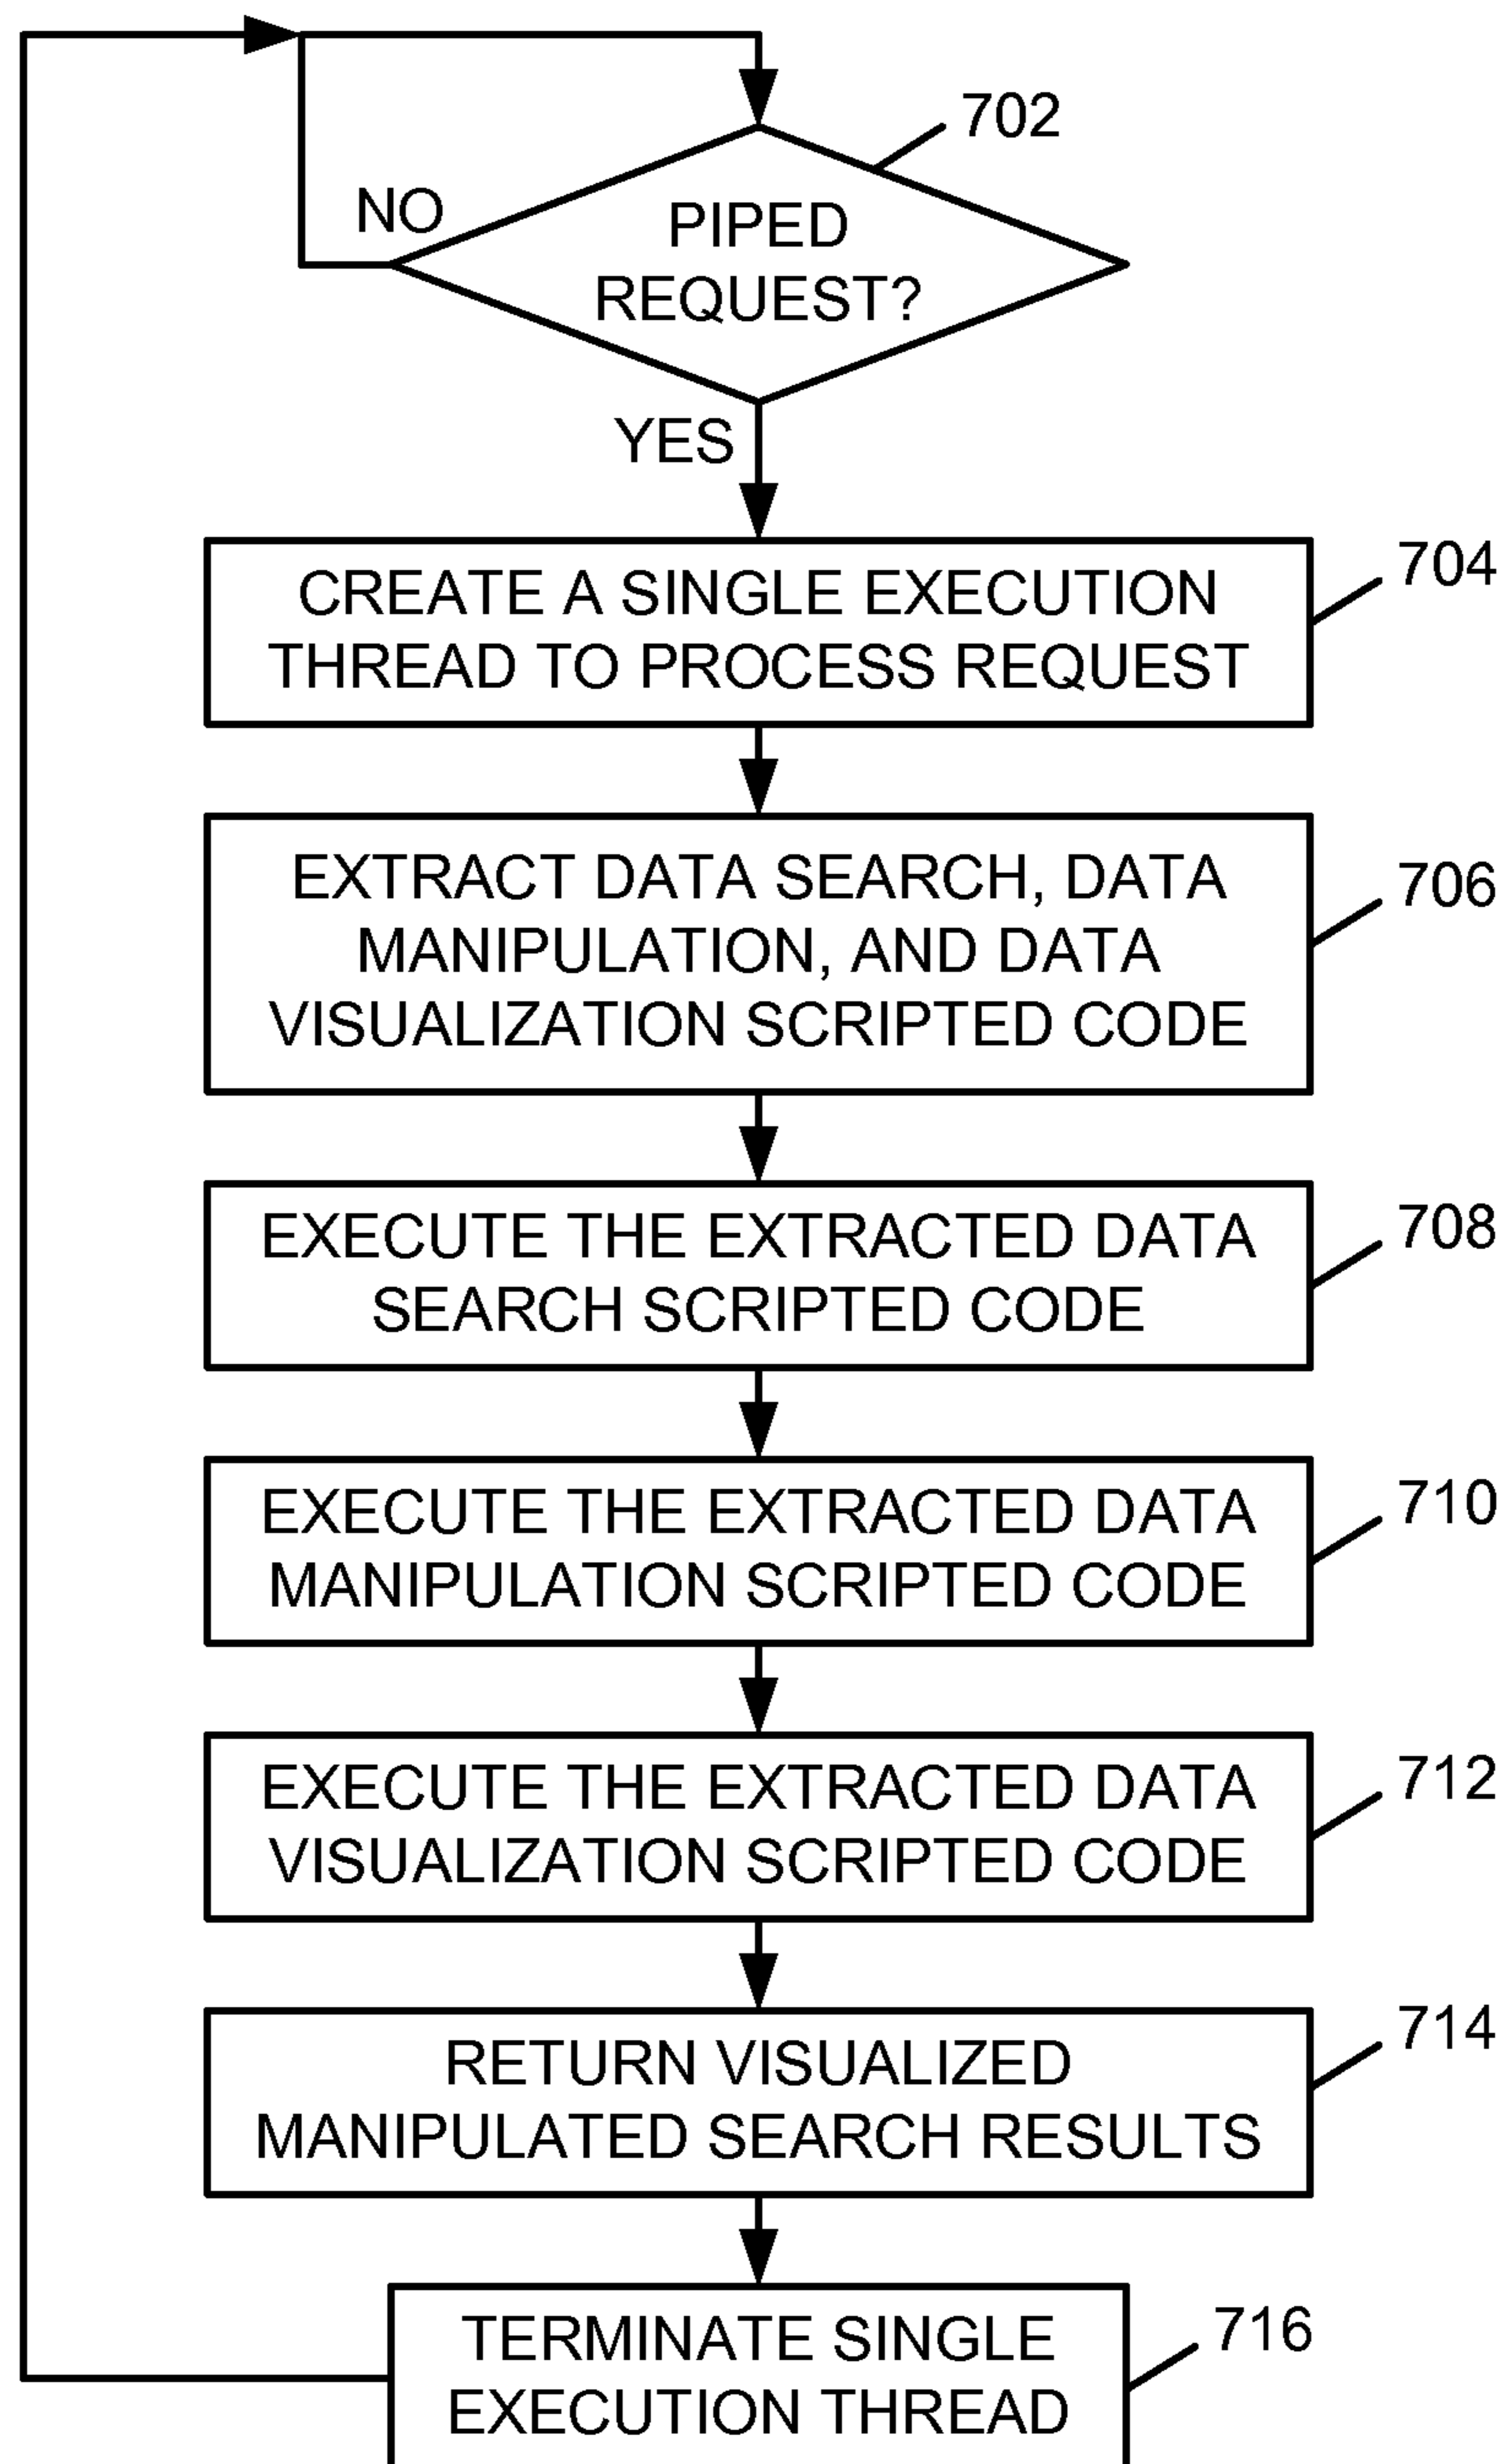 702
NO
PIPED
REQUEST?
YES
704
CREATE A SINGLE EXECUTION
THREAD TO PROCESS REQUEST
706
EXTRACT DATA SEARCH, DATA
MANIPULATION, AND DATA
VISUALIZATION SCRIPTED CODE
708
EXECUTE THE EXTRACTED DATA
SEARCH SCRIPTED CODE
710
EXECUTE THE EXTRACTED DATA
MANIPULATION SCRIPTED CODE
712
EXECUTE THE EXTRACTED DATA
VISUALIZATION SCRIPTED CODE
714
RETURN VISUALIZED
MANIPULATED SEARCH RESULTS
716
TERMINATE SINGLE
EXECUTION THREAD